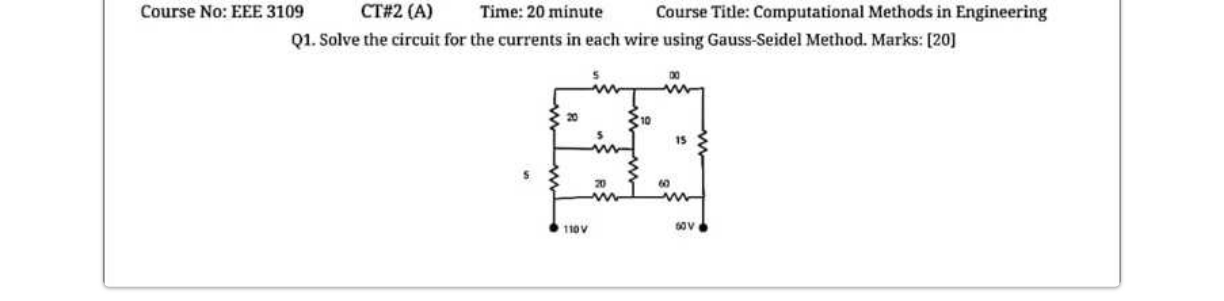 Course No: EEE 3109 CT#2 (A) Time: 20 minute Course Title: Computational Methods in Engineering
Q1. Solve the circuit for the currents in each wire using Gauss-Seidel Method. Marks: [20]
5
20
10
5
15
5
20
60
110 V